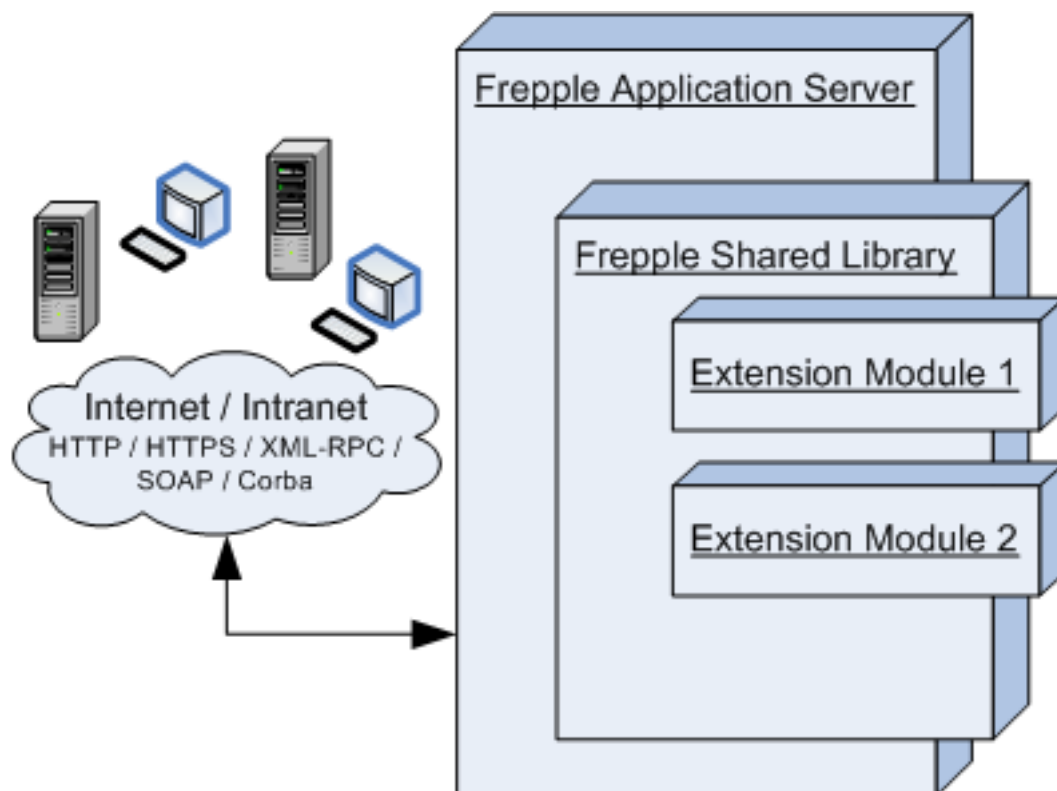 Frepple Application Server
Frepple Shared Library
Extension Module 1
Extension Module 2
Internet / Intranet
HTTP / HTTPS / XML-RPC /
SOAP / Corba